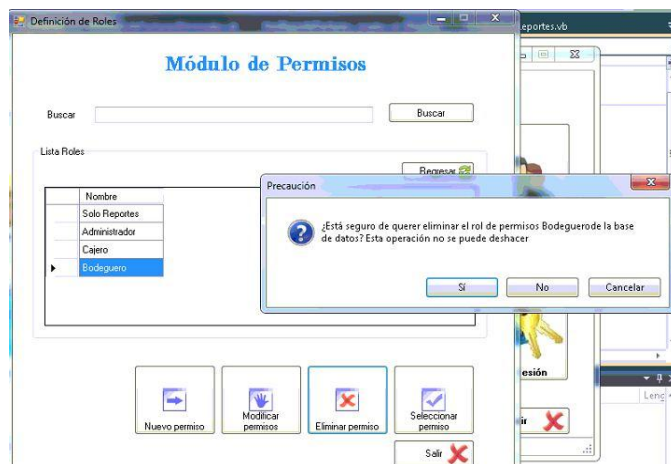 Definición de Roles
eportes.vb
Módulo de Permisos
Buscar
Buscar
Lista Roles
Regresar
Nombre
Solo Reportes
Administrador
Cajero
Bodeguero
Precaución
¿Está seguro de querer eliminar el rol de permisos Bodeguerode la base
de datos? Esta operación no se puede deshacer
Sí
No
Cancelar
esión
Leng
Nuevo permiso
Modificar
permisos
Eliminar permiso
Seleccionar
permiso
ir
Salir